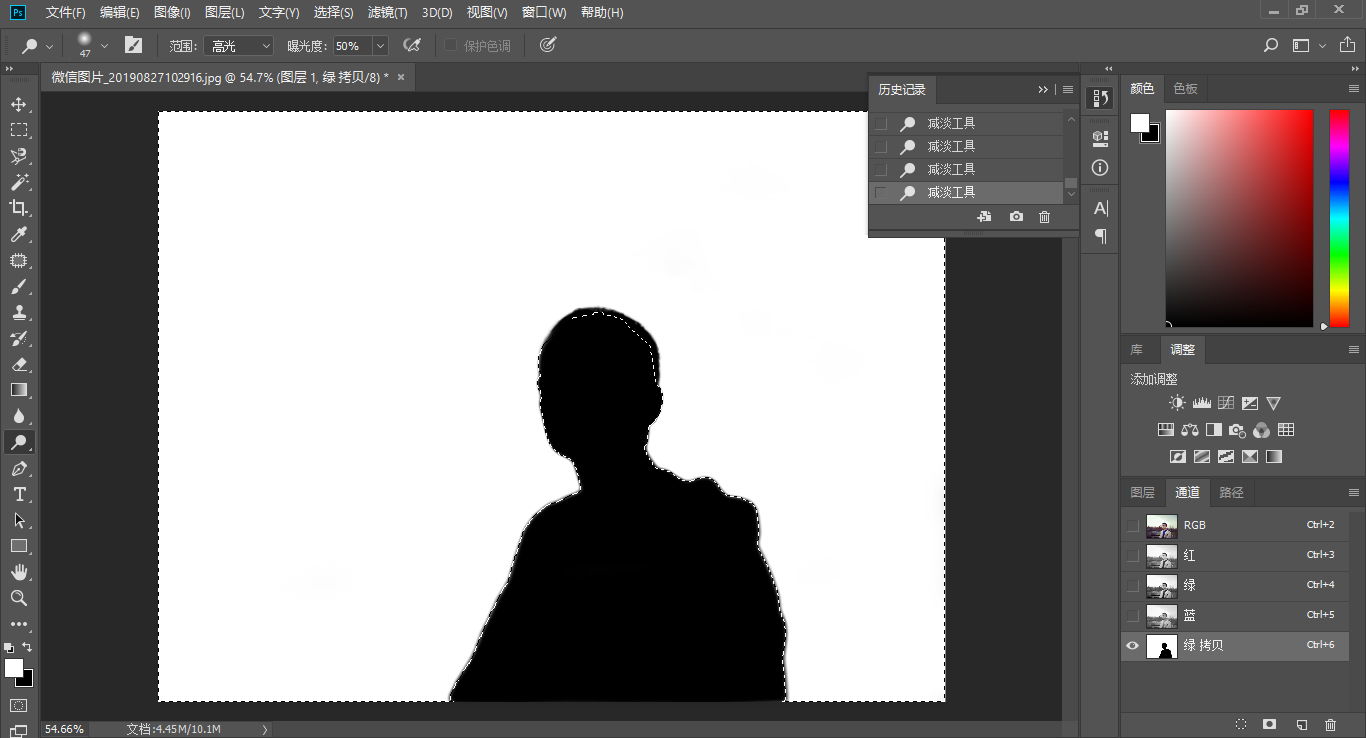 Ps 文件(F) 编辑(E) 图像(I) 图层(L) 文字(Y) 选择(S) 滤镜(T) 3D(D) 视图(V) 窗口(W) 帮助(H)
47 范围: 高光 曝光度: 50% 保护色调
微信图片_20190827102916.jpg @ 54.7% (图层 1, 绿 拷贝/8) * ×
历史记录
减淡工具
减淡工具
减淡工具
减淡工具
颜色 色板
库 调整
添加调整
图层 通道 路径
RGB Ctrl+2
红 Ctrl+3
绿 Ctrl+4
蓝 Ctrl+5
绿 拷贝 Ctrl+6
54.66% 文档:4.45M/10.1M